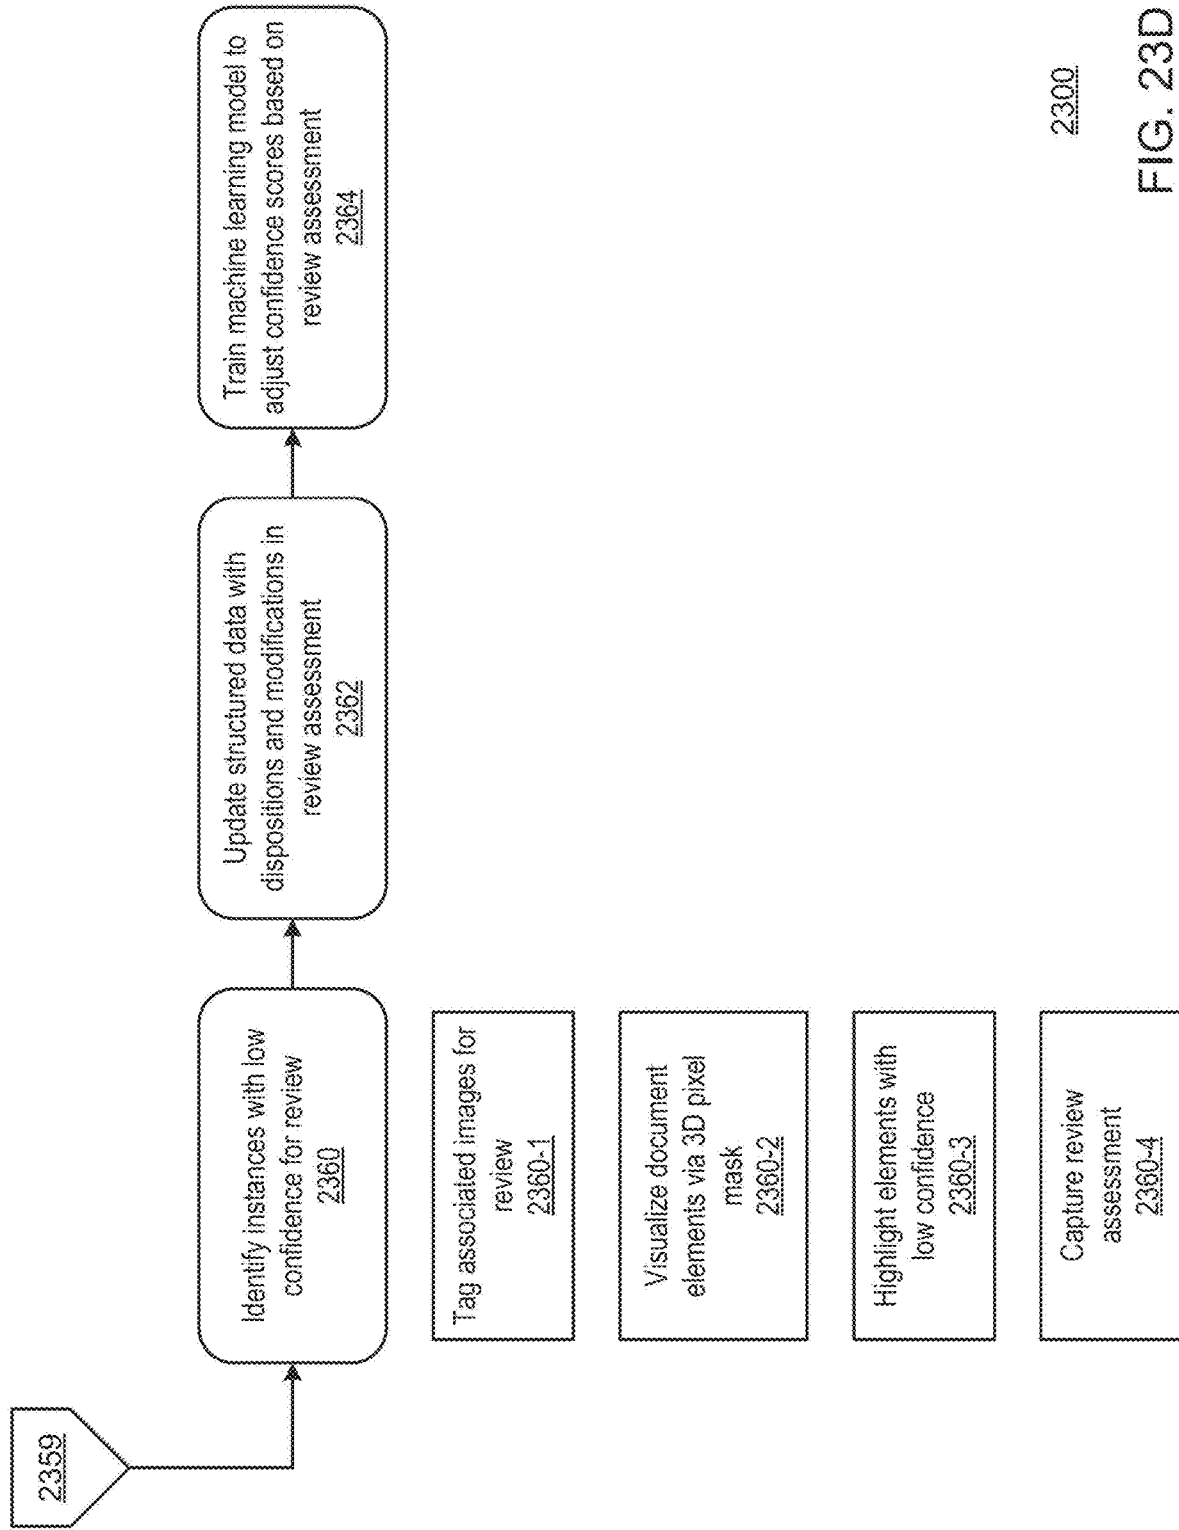 2359
Identify instances with low
confidence for review
2360
Tag associated images for
review
2360-1
Visualize document
elements via 3D pixel
mask
2360-2
Highlight elements with
low confidence
2360-3
Capture review
assessment
2360-4
Update structured data with
dispositions and modifications in
review assessment
2362
Train machine learning model to
adjust confidence scores based on
review assessment
2364
2300
FIG. 23D